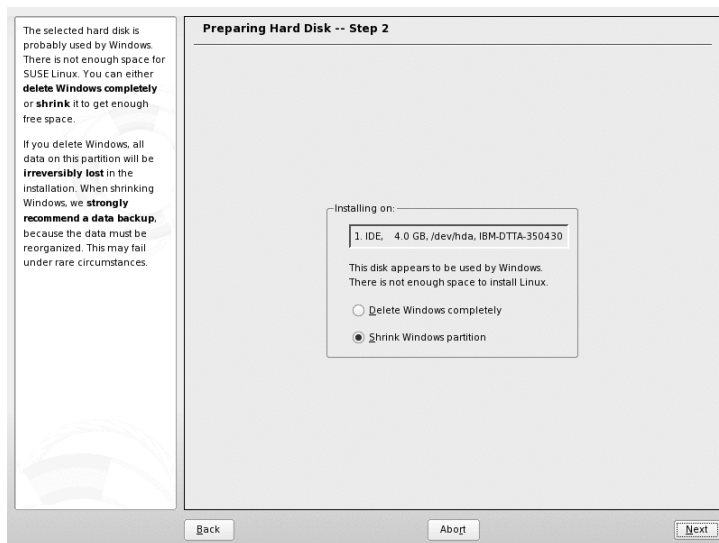 The selected hard disk is
probably used by Windows.
There is not enough space for
SUSE Linux. You can either
delete Windows completely
or shrink it to get enough
free space.
If you delete Windows, all
data on this partition will be
irreversibly lost in the
installation. When shrinking
Windows, we strongly
recommend a data backup,
because the data must be
reorganized. This may fail
under rare circumstances.
Preparing Hard Disk -- Step 2
Installing on:
1. IDE, 4.0 GB, /dev/hda, IBM-DTTA-350430
This disk appears to be used by Windows.
There is not enough space to install Linux.
Delete Windows completely
Shrink Windows partition
Back
Abort
Next